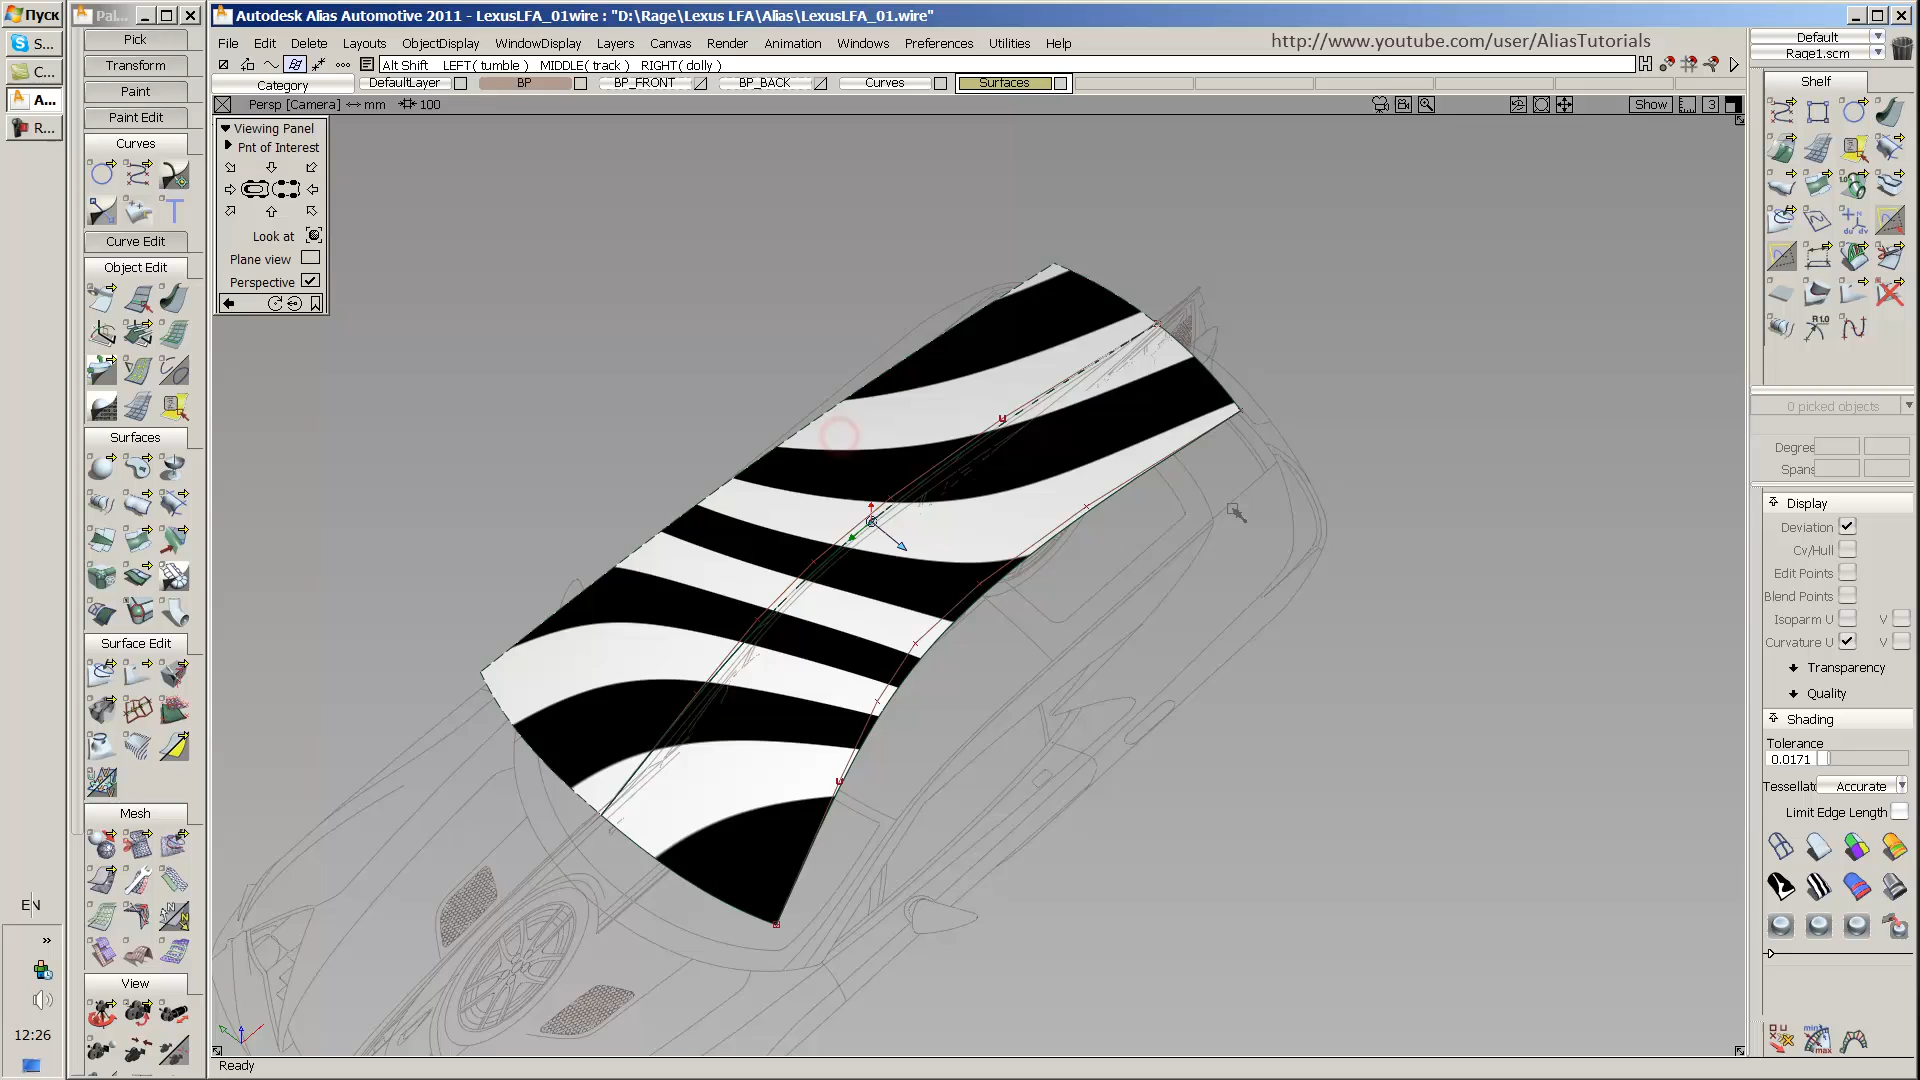 Пуск
S...
C...
A...
R...
EN
»
12:26
Pal...
Pick
Transform
Paint
Paint Edit
Curves
Curve Edit
Object Edit
Surfaces
Surface Edit
Mesh
View
Autodesk Alias Automotive 2011 - LexusLFA_01wire : "D:\Rage\Lexus LFA\Alias\LexusLFA_01.wire"
File Edit Delete Layouts ObjectDisplay WindowDisplay Layers Canvas Render Animation Windows Preferences Utilities Help
http://www.youtube.com/user/AliasTutorials
Alt Shift LEFT( tumble ) MIDDLE( track ) RIGHT( dolly )
Category DefaultLayer BP BP_FRONT BP_BACK Curves Surfaces
Persp [Camera] mm 100
Show 3
Viewing Panel
Pnt of Interest
Look at
Plane view
Perspective
u
u
Ready
Default
Rage1.scm
Shelf
0 picked objects
Degree
Spans
Display
Deviation
Cv/Hull
Edit Points
Blend Points
Isoparm U V
Curvature U V
Transparency
Quality
Shading
Tolerance
0.0171
Tessellat Accurate
Limit Edge Length